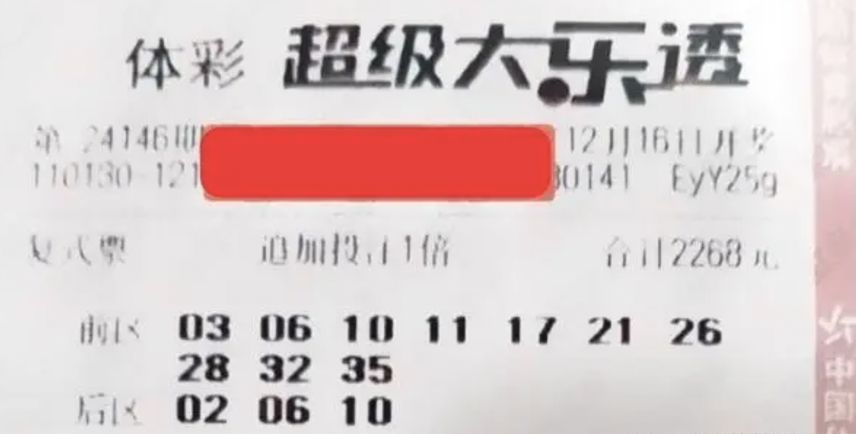 体彩 超级大乐透
第 24146期 12月16日开奖
110130-121 30141 EyY25g
复式票 追加投注1倍 合计2268元
前区 03 06 10 11 17 21 26
28 32 35
后区 02 06 10
中国